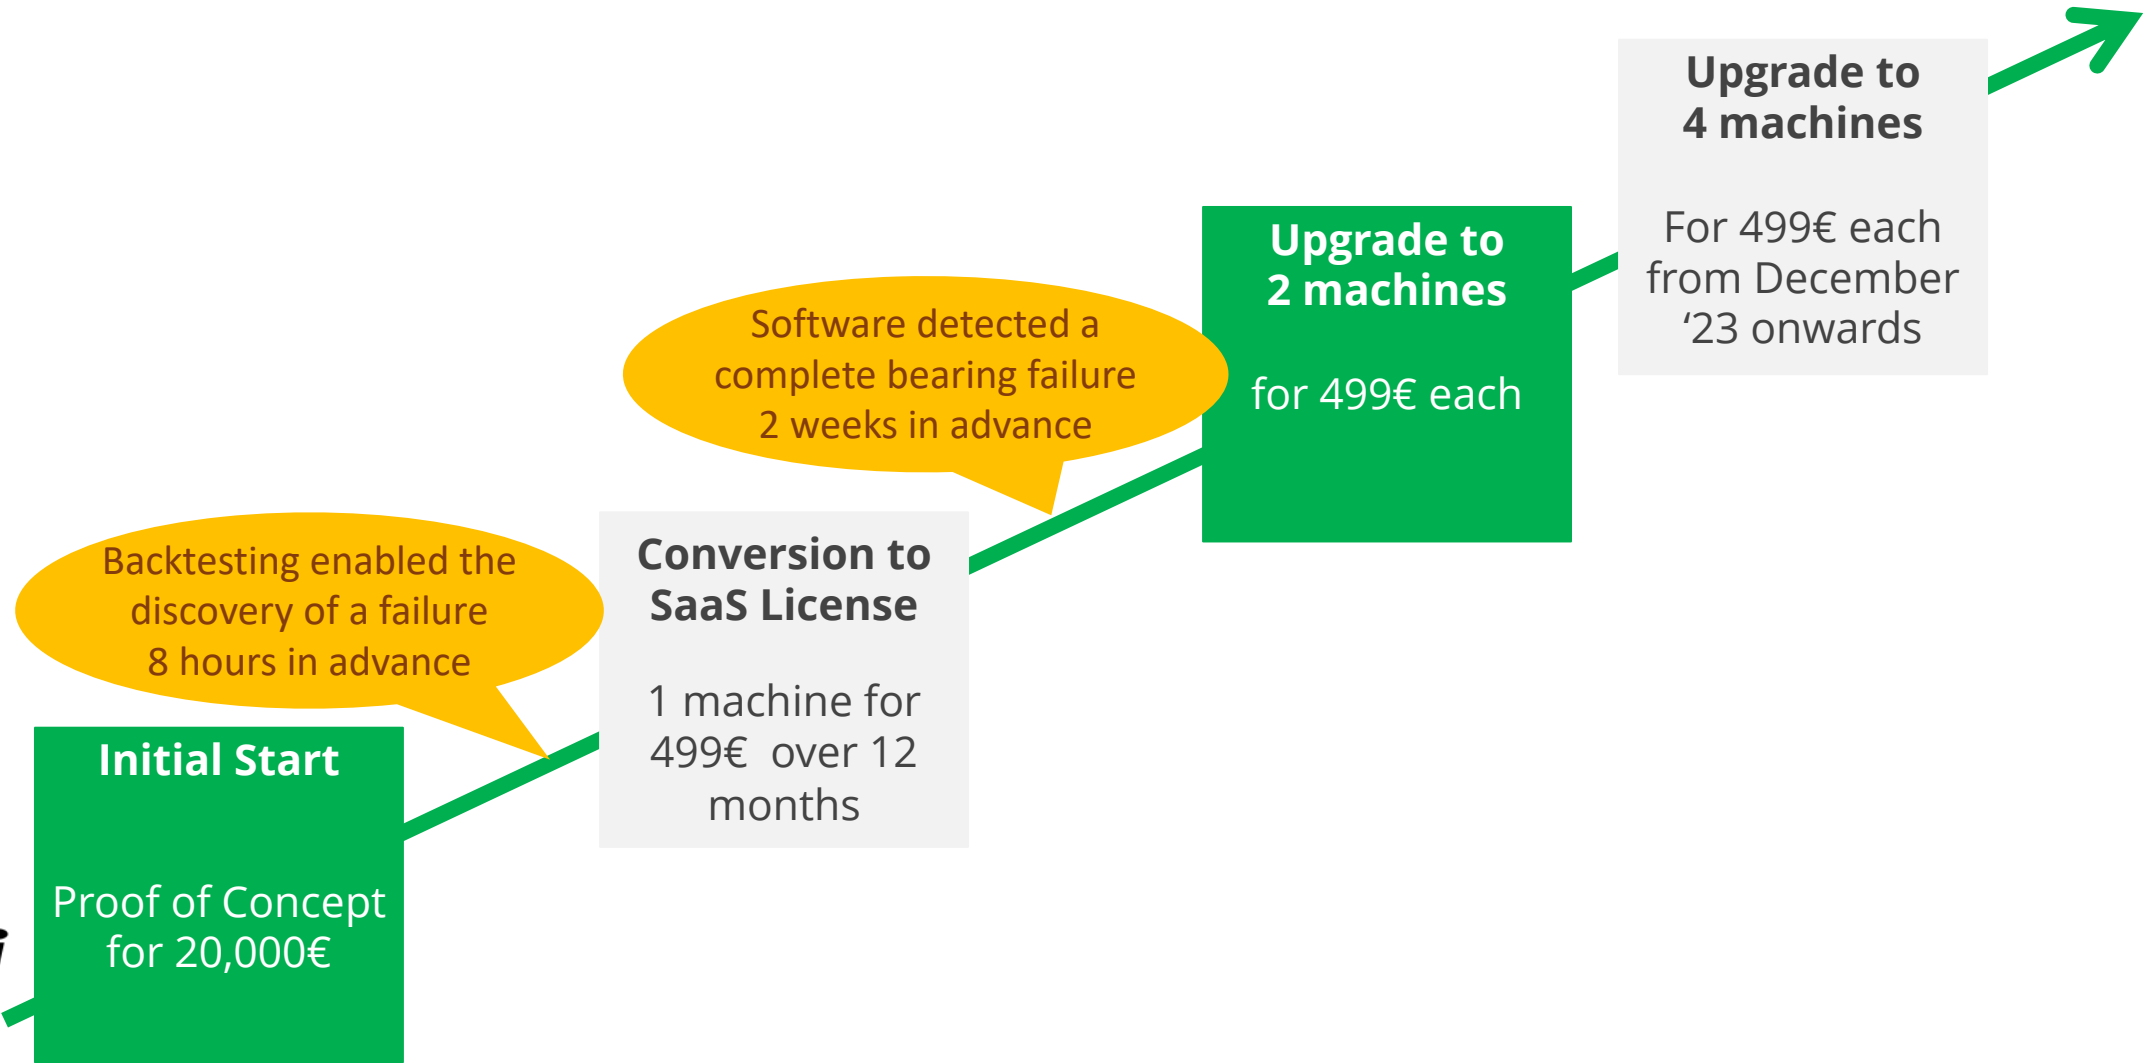 Upgrade to
4 machines
For 499€ each
from December
‘23 onwards
Upgrade to
2 machines
for 499€ each
Software detected a
complete bearing failure
2 weeks in advance
Conversion to
SaaS License
1 machine for
499€  over 12
months
Backtesting enabled the
discovery of a failure
8 hours in advance
Initial Start
Proof of Concept
for 20,000€